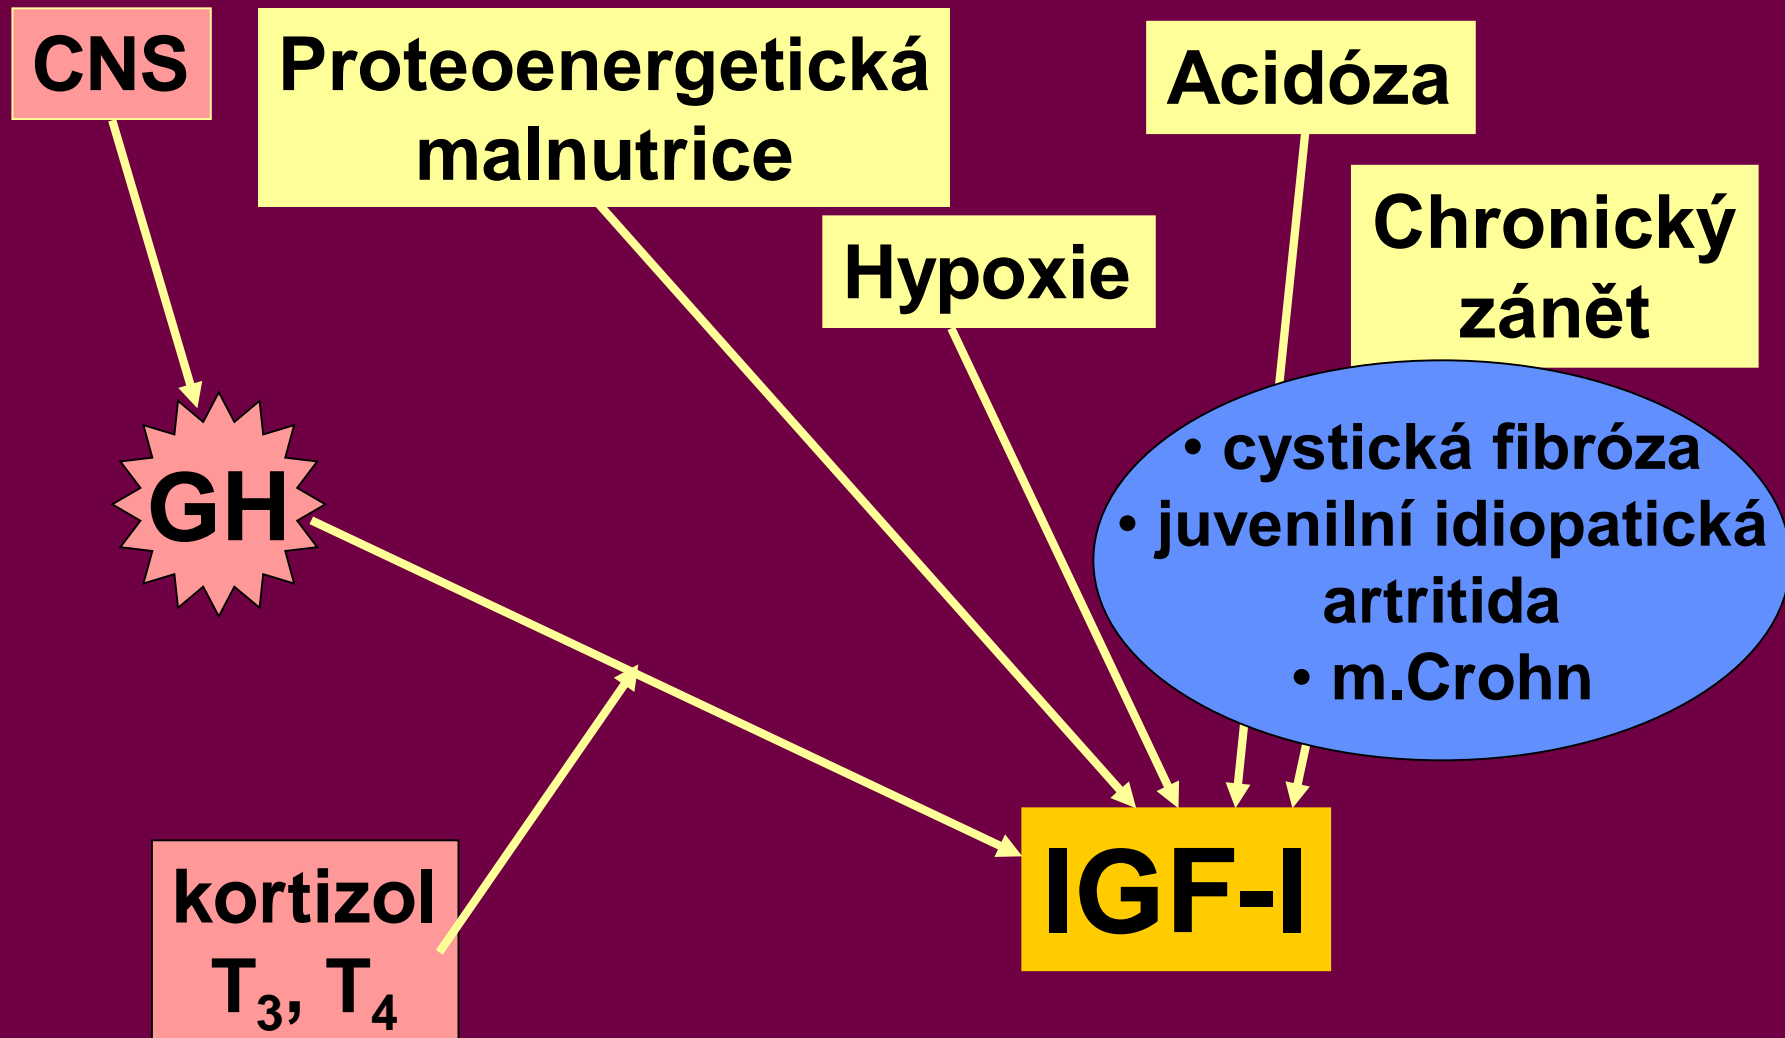 CNS
Proteoenergetická
malnutrice
Acidóza
Hypoxie
Chronický
zánět
• cystická fibróza
• juvenilní idiopatická
artritida
• m.Crohn
GH
kortizol
T₃, T₄
IGF-I